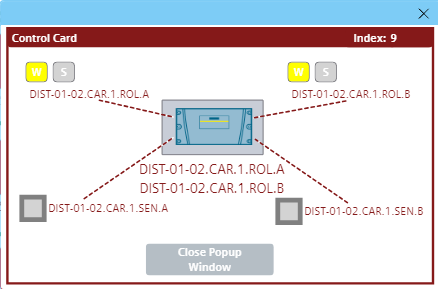 Control Card Index: 9
W S W S
DIST-01-02.CAR.1.ROL.A DIST-01-02.CAR.1.ROL.B
DIST-01-02.CAR.1.ROL.A
DIST-01-02.CAR.1.ROL.B
DIST-01-02.CAR.1.SEN.A DIST-01-02.CAR.1.SEN.B
Close Popup
Window